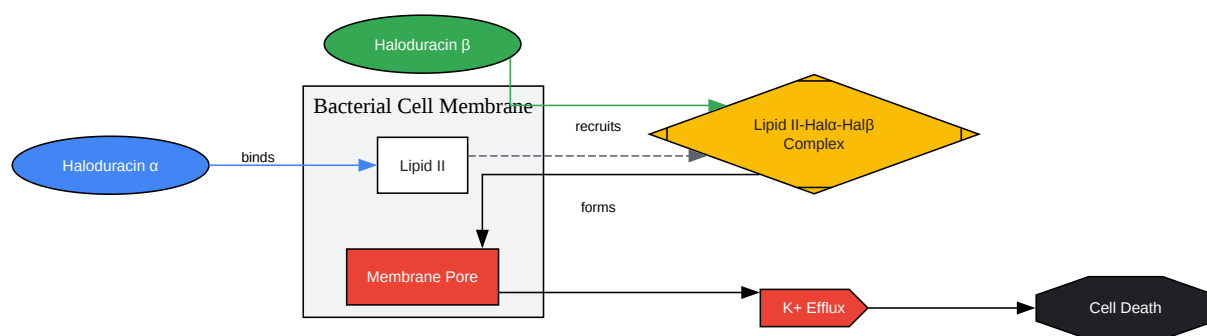 Haloduracin β
Bacterial Cell Membrane
recruits
Lipid II-Halα-Halβ
Complex
Haloduracin α
binds
Lipid II
forms
Membrane Pore
K+ Efflux
Cell Death